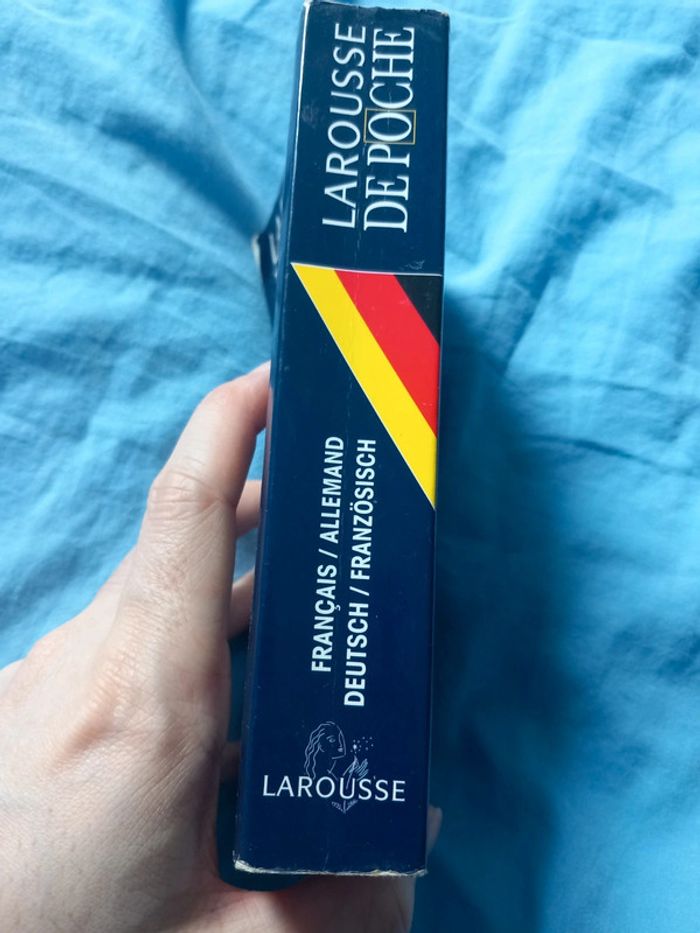 LAROUSSE
DE POCHE
FRANÇAIS / ALLEMAND
DEUTSCH / FRANZÖSISCH
LAROUSSE